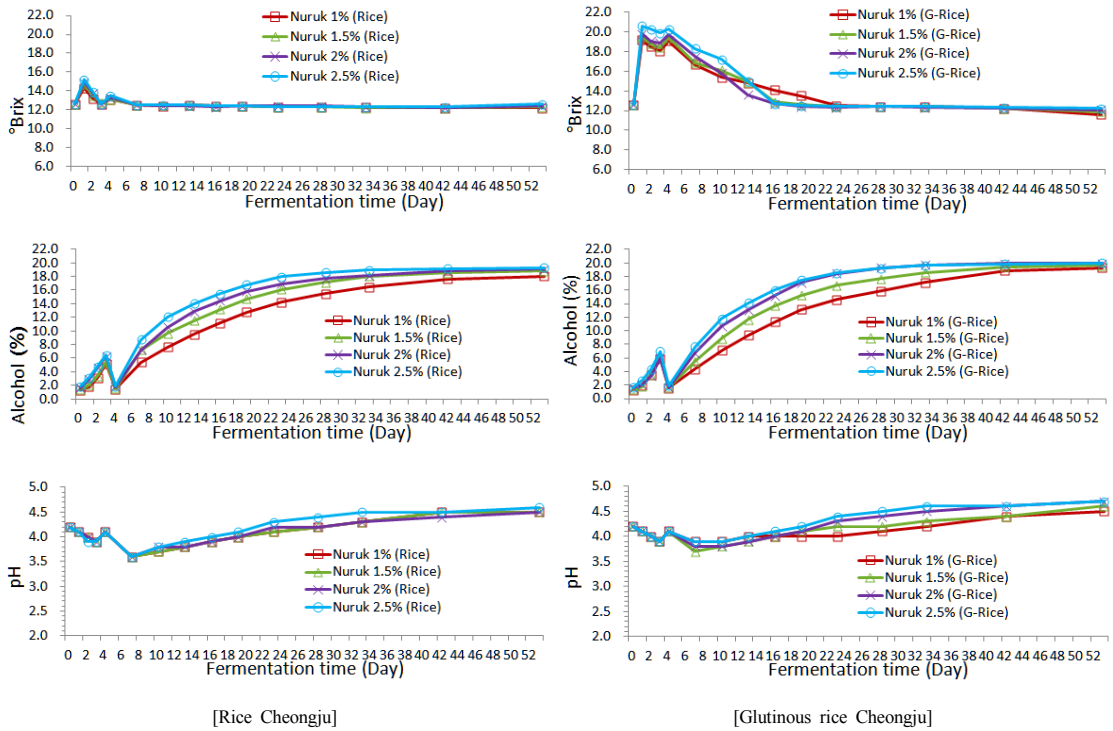 22.0
20.0
18.0
16.0
14.0
12.0
10.0
8.0
6.0
°Brix
Nuruk 1% (Rice)
Nuruk 1.5% (Rice)
Nuruk 2% (Rice)
Nuruk 2.5% (Rice)
0 2 4 6 8 10 12 14 16 18 20 22 24 26 28 30 32 34 36 38 40 42 44 46 48 50 52
Fermentation time (Day)
22.0
20.0
18.0
16.0
14.0
12.0
10.0
8.0
6.0
°Brix
Nuruk 1% (G-Rice)
Nuruk 1.5% (G-Rice)
Nuruk 2% (G-Rice)
Nuruk 2.5% (G-Rice)
0 2 4 6 8 10 12 14 16 18 20 22 24 26 28 30 32 34 36 38 40 42 44 46 48 50 52
Fermentation time (Day)
22.0
20.0
18.0
16.0
14.0
12.0
10.0
8.0
6.0
4.0
2.0
0.0
Alcohol (%)
Nuruk 1% (Rice)
Nuruk 1.5% (Rice)
Nuruk 2% (Rice)
Nuruk 2.5% (Rice)
0 2 4 6 8 10 12 14 16 18 20 22 24 26 28 30 32 34 36 38 40 42 44 46 48 50 52
Fermentation time (Day)
22.0
20.0
18.0
16.0
14.0
12.0
10.0
8.0
6.0
4.0
2.0
0.0
Alcohol (%)
Nuruk 1% (G-Rice)
Nuruk 1.5% (G-Rice)
Nuruk 2% (G-Rice)
Nuruk 2.5% (G-Rice)
0 2 4 6 8 10 12 14 16 18 20 22 24 26 28 30 32 34 36 38 40 42 44 46 48 50 52
Fermentation time (Day)
5.0
4.5
4.0
3.5
3.0
2.5
2.0
pH
Nuruk 1% (Rice)
Nuruk 1.5% (Rice)
Nuruk 2% (Rice)
Nuruk 2.5% (Rice)
0 2 4 6 8 10 12 14 16 18 20 22 24 26 28 30 32 34 36 38 40 42 44 46 48 50 52
Fermentation time (Day)
5.0
4.5
4.0
3.5
3.0
2.5
2.0
pH
Nuruk 1% (G-Rice)
Nuruk 1.5% (G-Rice)
Nuruk 2% (G-Rice)
Nuruk 2.5% (G-Rice)
0 2 4 6 8 10 12 14 16 18 20 22 24 26 28 30 32 34 36 38 40 42 44 46 48 50 52
Fermentation time (Day)
[Rice Cheongju]
[Glutinous rice Cheongju]